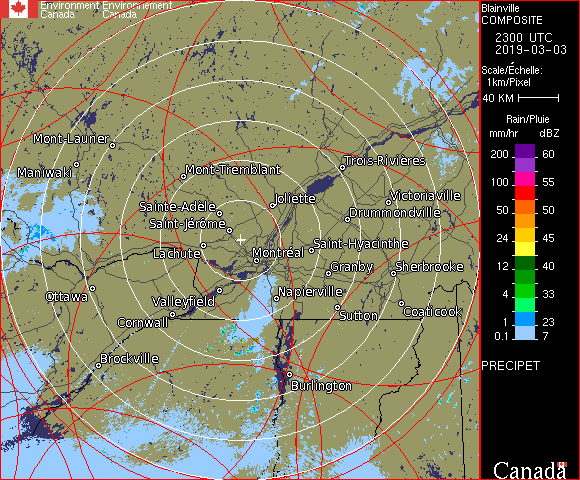 Environment Environnement
Canada Canada
Blainville
COMPOSITE
2300 UTC
2019-03-03
Scale/Échelle:
1km/Pixel
40 KM
Rain/Pluie
mm/hr dBZ
200 60
100 55
50 50
24 45
12 40
4 33
1 23
0.1 7
PRECIPET
Canada
Mont-Laurier
Maniwaki
Mont-Tremblant
Trois-Rivières
Joliette
Victoriaville
Sainte-Adèle
Drummondville
Saint-Jérôme
Saint-Hyacinthe
Lachute
Montréal
Granby
Sherbrooke
Ottawa
Valleyfield
Napierville
Cornwall
Sutton
Coaticook
Brockville
Burlington